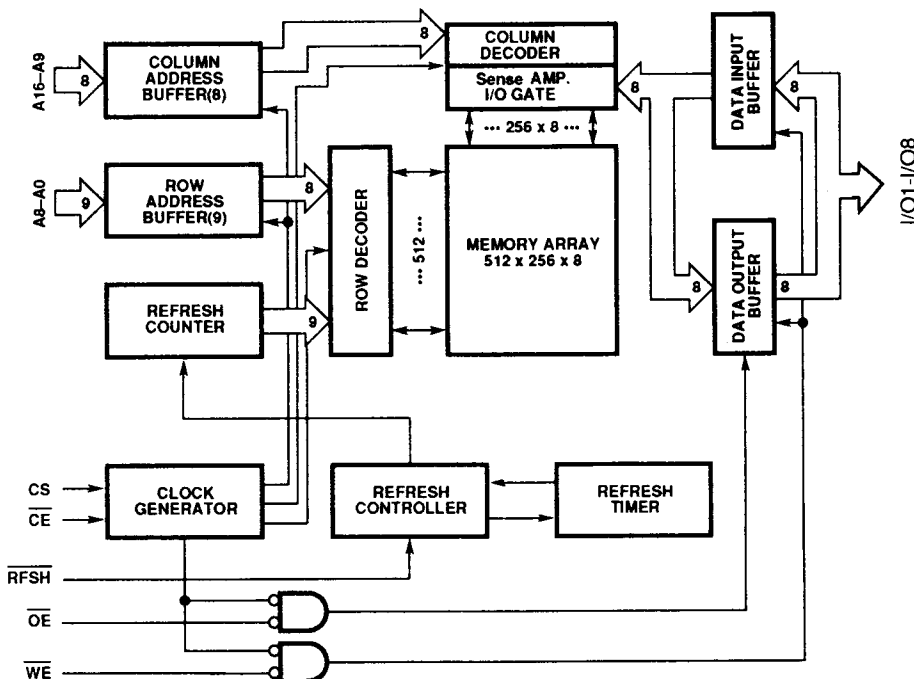 A16–A9
8
COLUMN
ADDRESS
BUFFER(8)
8
COLUMN
DECODER
Sense AMP.
I/O GATE
8
DATA INPUT
BUFFER
8
... 256 x 8 ...
A8–A0
9
ROW
ADDRESS
BUFFER(9)
8
ROW DECODER
... 512 ...
MEMORY ARRAY
512 x 256 x 8
I/O1-I/O8
REFRESH
COUNTER
9
8
DATA OUTPUT
BUFFER
8
CS
CE
CLOCK
GENERATOR
REFRESH
CONTROLLER
REFRESH
TIMER
RFSH
OE
WE